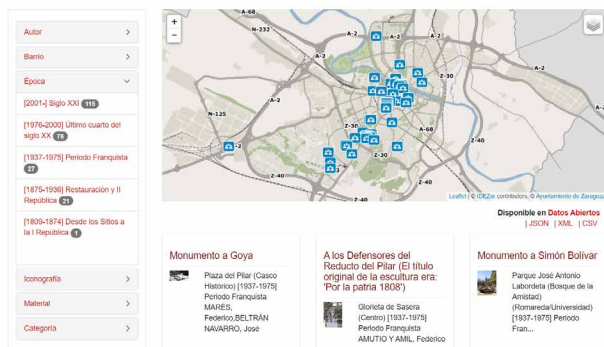 Autor
Barrio
Época
[2001-] Siglo XXI 115
[1976-2000] Último cuarto del
siglo XX 76
[1937-1975] Periodo Franquista
27
[1875-1936] Restauración y II
República 21
[1809-1874] Desde los Sitios a
la I República 1
Iconografía
Material
Categoría
+
−
A-68
N-232
A-2
A-2
A-2
A-2
A-2
Z-30
N-125
A-68
Z-30
Z-30
Z-40
Z-40
Z-40
Z-40
Leaflet | © IDEZar contributors, © Ayuntamiento de Zaragoza
Disponible en Datos Abiertos
| JSON | XML | CSV
Monumento a Goya
Plaza del Pilar (Casco
Histórico) [1937-1975]
Periodo Franquista
MARÉS,
Federico,BELTRÁN
NAVARRO, José
A los Defensores del
Reducto del Pilar (El título
original de la escultura era:
'Por la patria 1808')
Glorieta de Sasera
(Centro) [1937-1975]
Periodo Franquista
AMUTIO Y AMIL, Federico
Monumento a Simón Bolívar
Parque José Antonio
Labordeta (Bosque de la
Amistad)
(Romareda/Universidad)
[1937-1975] Periodo
Fran...